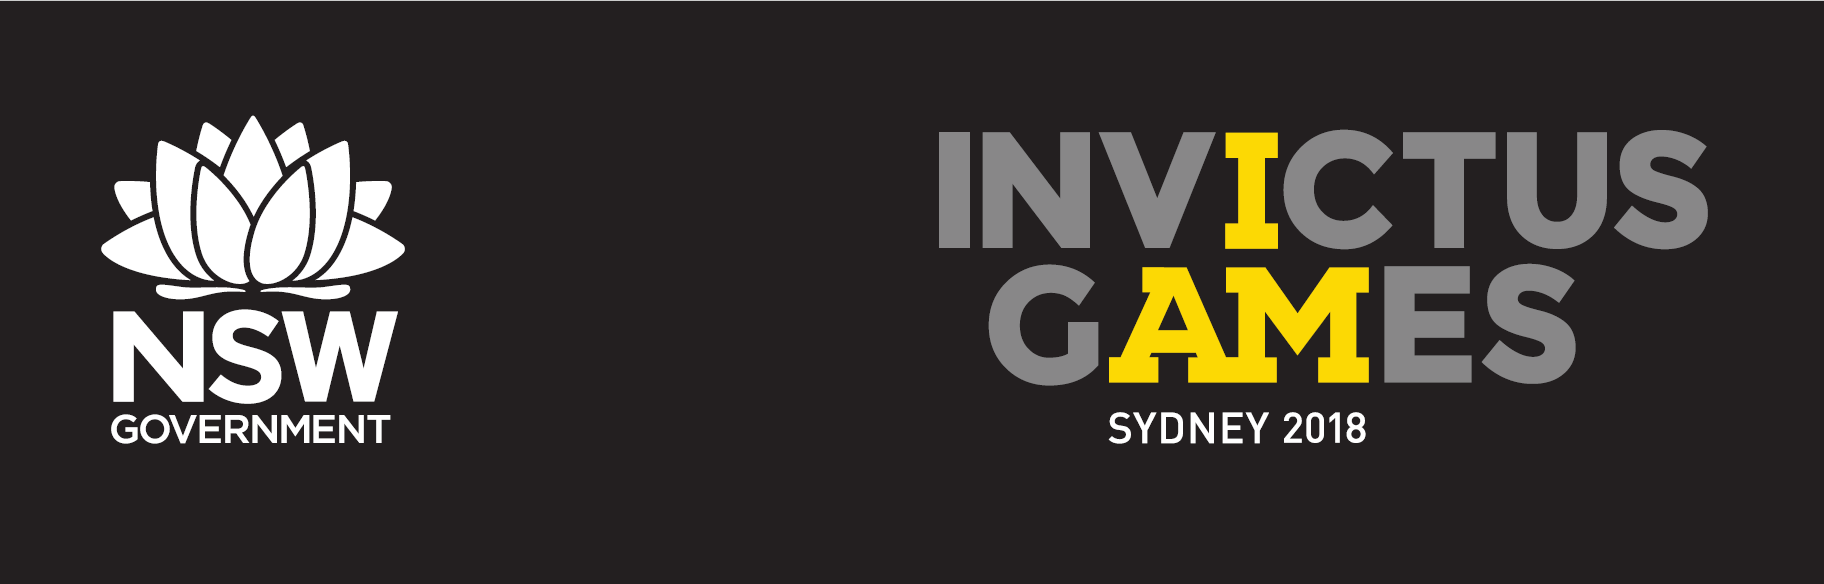 NSW
GOVERNMENT
INVICTUS
GAMES
SYDNEY 2018